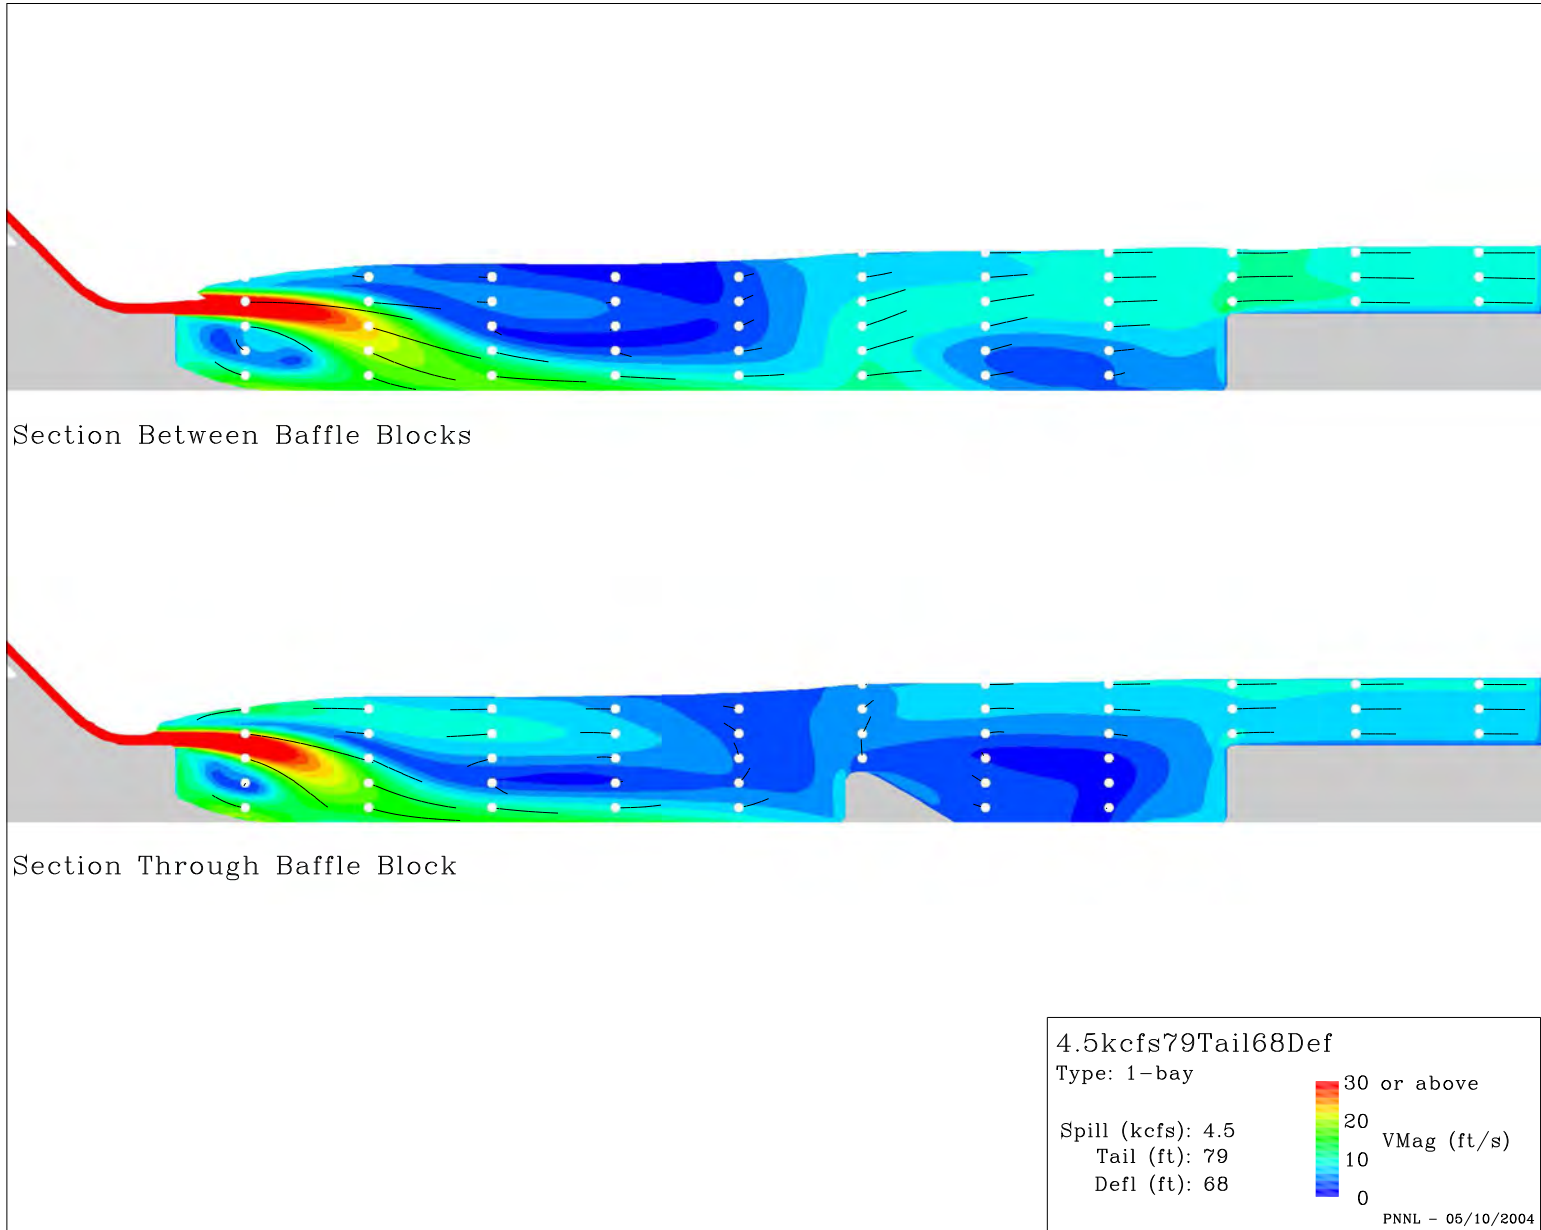 Section Between Baffle Blocks
Section Through Baffle Block
4.5kcfs79Tail68Def
Type: 1-bay
30 or above
20
Spill (kcfs): 4.5
VMag (ft/s)
Tail (ft): 79
10
Defl (ft): 68
0
PNNL - 05/10/2004